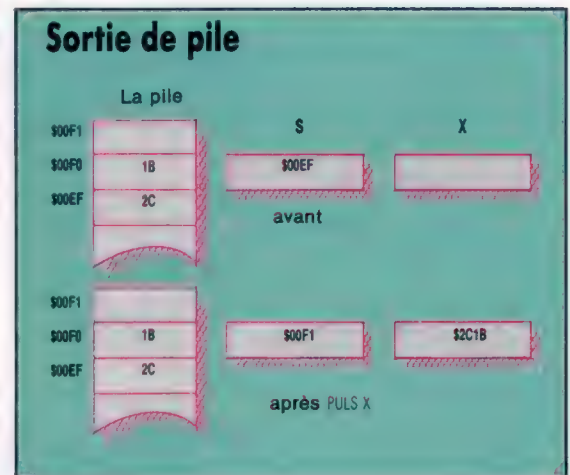 Sortie de pile
La pile
S
X
$00F1
$00F0 1B $00EF
$00EF 2C
avant
$00F1
$00F0 1B $00F1 $2C1B
$00EF 2C
après PULS X